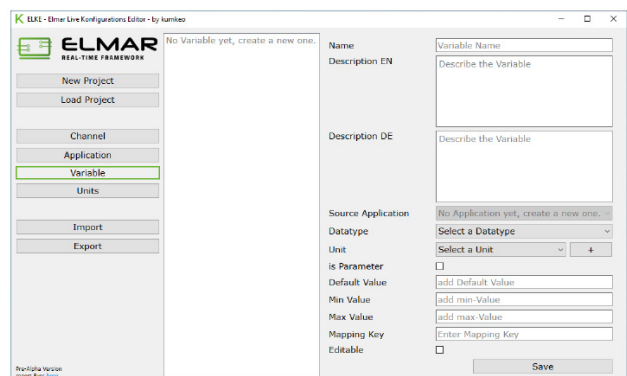 ELKE - Elmar Live Konfigurations Editor - by kumkeo
ELMAR
REAL-TIME FRAMEWORK
New Project
Load Project
Channel
Application
Variable
Units
Import
Export
PreAlpha Version
No Variable yet, create a new one.
Name
Variable Name
Description EN
Describe the Variable
Description DE
Describe the Variable
Source Application
No Application yet, create a new one.
Datatype
Select a Datatype
Unit
Select a Unit
+
is Parameter
Default Value
add Default Value
Min Value
add min-Value
Max Value
add max-Value
Mapping Key
Enter Mapping Key
Editable
Save